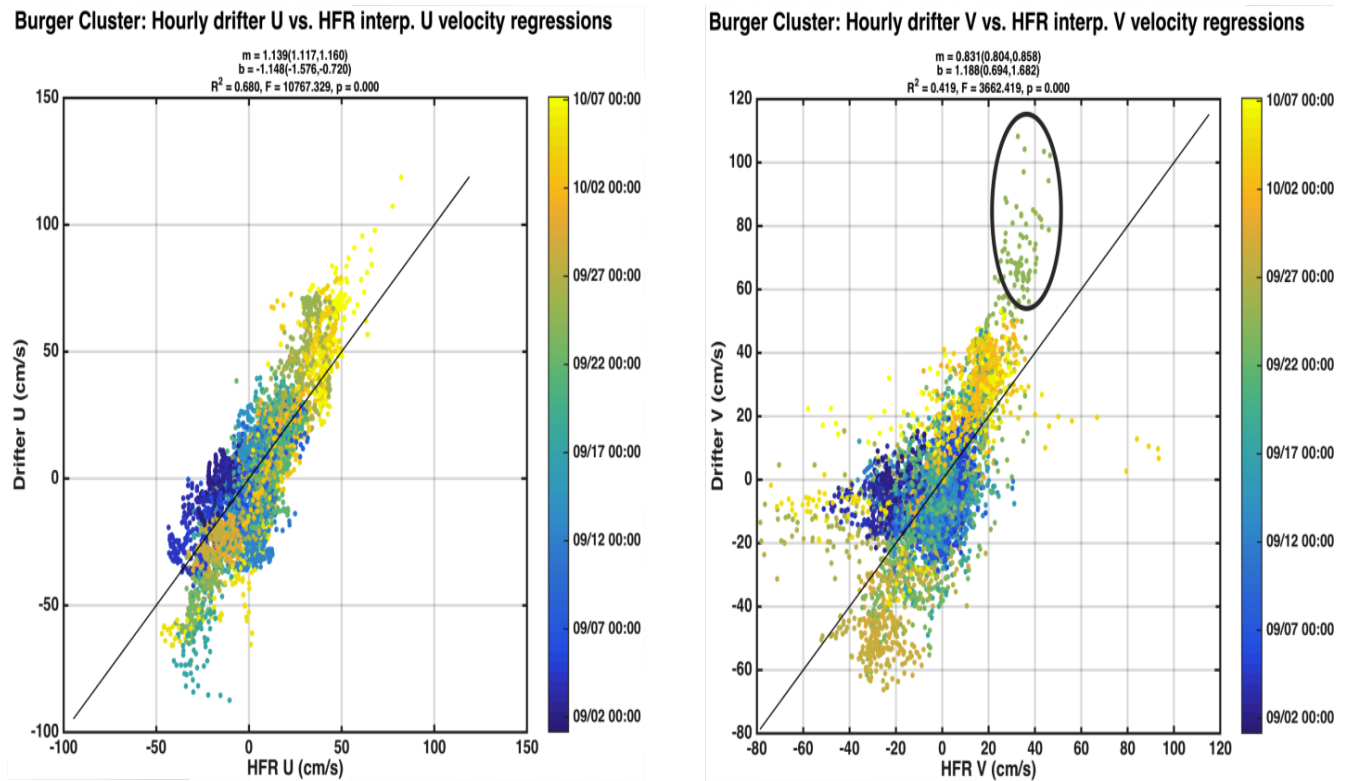 Burger Cluster: Hourly drifter U vs. HFR interp. U velocity regressions
m = 1.139(1.117,1.160)
b = -1.148(-1.576,-0.720)
R2 = 0.680, F = 10767.329, p = 0.000
150
100
50
0
-50
-100
Drifter U (cm/s)
-100 -50 0 50 100 150
HFR U (cm/s)
10/07 00:00
10/02 00:00
09/27 00:00
09/22 00:00
09/17 00:00
09/12 00:00
09/07 00:00
09/02 00:00
Burger Cluster: Hourly drifter V vs. HFR interp. V velocity regressions
m = 0.831(0.804,0.858)
b = 1.188(0.694,1.682)
R2 = 0.419, F = 3662.419, p = 0.000
120
100
80
60
40
20
0
-20
-40
-60
-80
Drifter V (cm/s)
-80 -60 -40 -20 0 20 40 60 80 100 120
HFR V (cm/s)
10/07 00:00
10/02 00:00
09/27 00:00
09/22 00:00
09/17 00:00
09/12 00:00
09/07 00:00
09/02 00:00